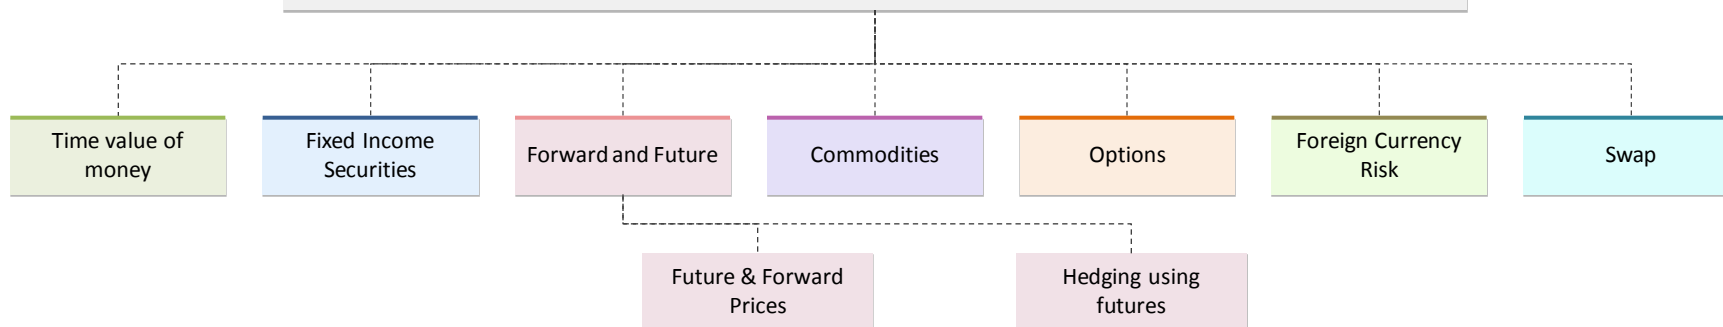 Time value of
money
Fixed Income
Securities
Forward and Future
Commodities
Options
Foreign Currency
Risk
Swap
Future & Forward
Prices
Hedging using
futures